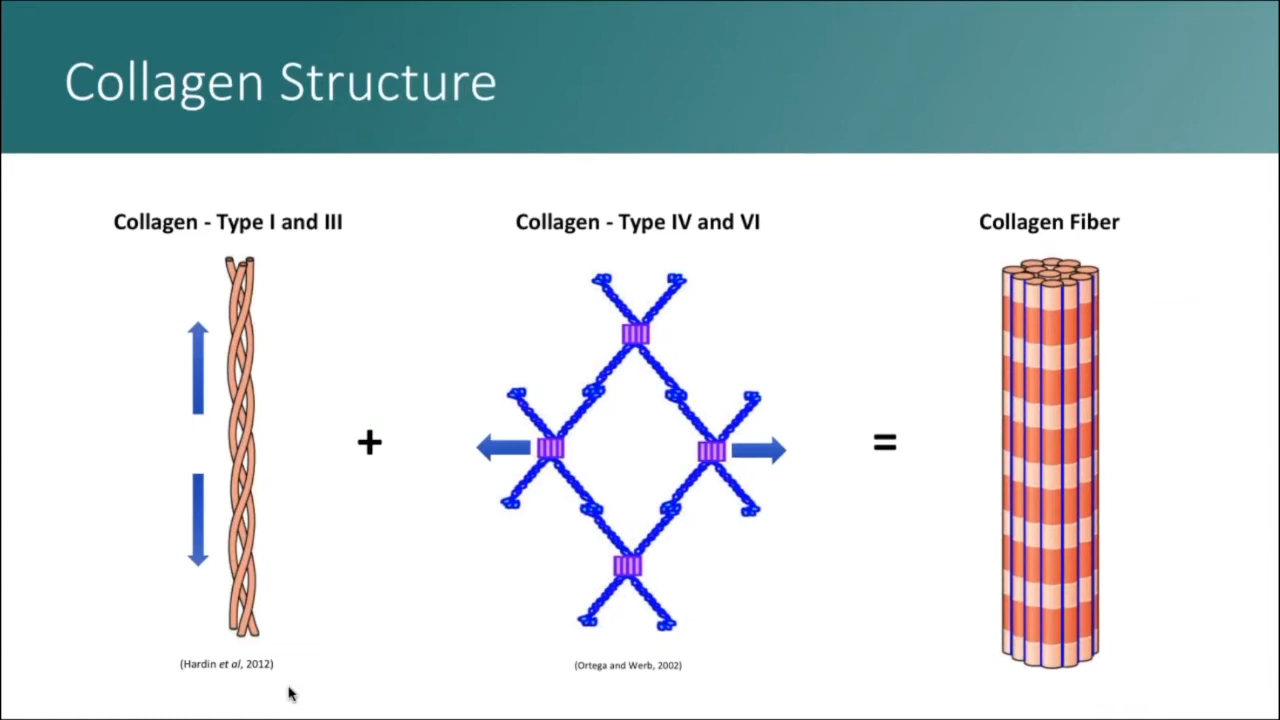 Collagen Structure
Collagen - Type I and III
Collagen - Type IV and VI
Collagen Fiber
+
=
(Hardin et al, 2012)
(Ortega and Werb, 2002)